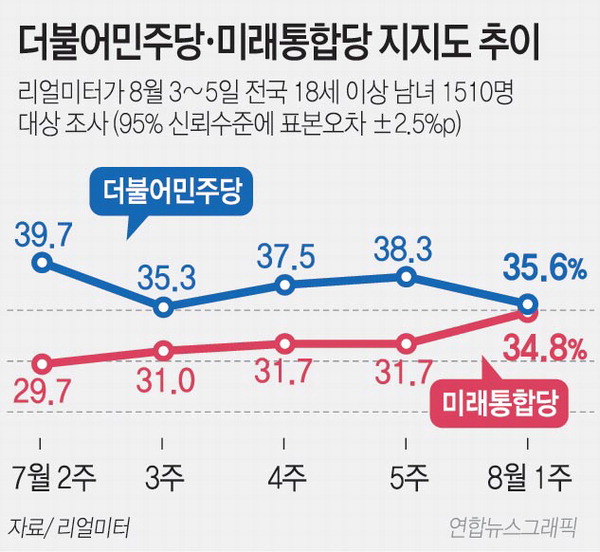 더불어민주당·미래통합당 지지도 추이
리얼미터가 8월 3~5일 전국 18세 이상 남녀 1510명
대상 조사 (95% 신뢰수준에 표본오차 ±2.5%p)
더불어민주당
39.7
35.3
37.5
38.3
35.6%
29.7
31.0
31.7
31.7
34.8%
미래통합당
7월 2주
3주
4주
5주
8월 1주
자료/ 리얼미터
연합뉴스그래픽